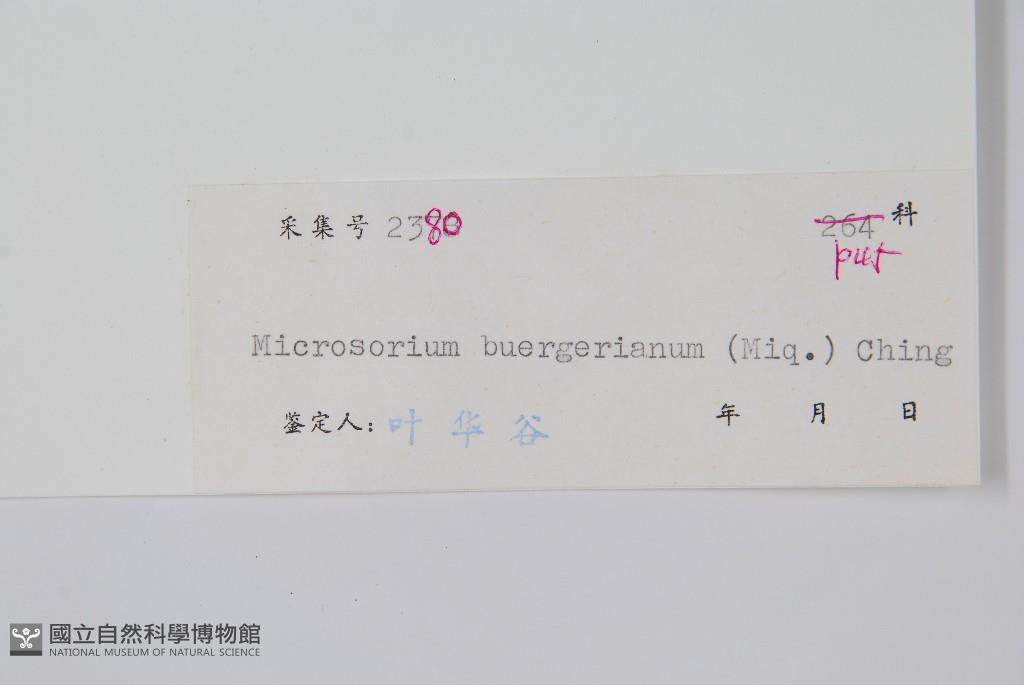 采集号 2380 264 科
put
Microsorium buergerianum (Miq.) Ching
鉴定人: 叶华谷 年 月 日
國立自然科學博物館
NATIONAL MUSEUM OF NATURAL SCIENCE